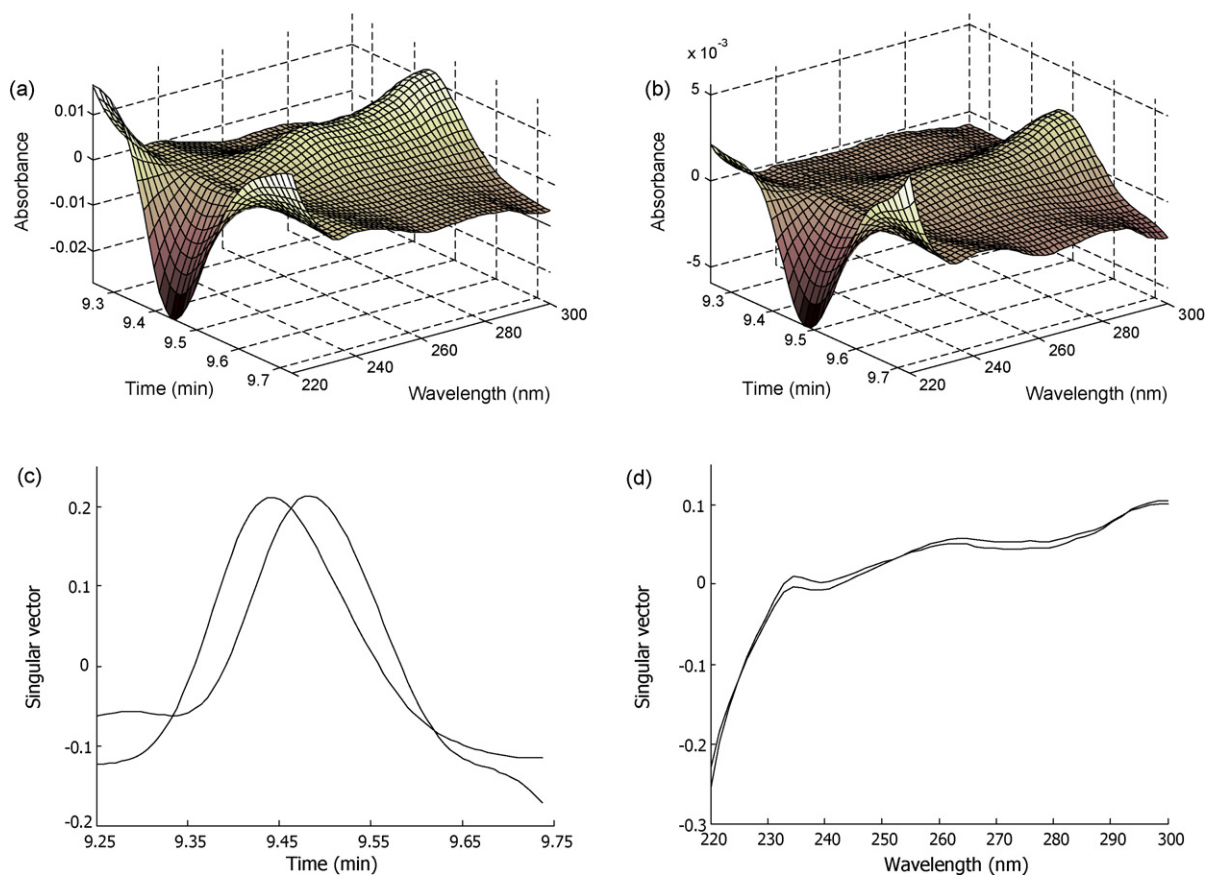 (a)
Absorbance
0.01
0
-0.01
-0.02
9.3
9.4
9.5
9.6
9.7
Time (min)
220
240
260
280
300
Wavelength (nm)
(b)
x 10-3
Absorbance
5
0
-5
9.3
9.4
9.5
9.6
9.7
Time (min)
220
240
260
280
300
Wavelength (nm)
(c)
Singular vector
0.2
0.1
0
-0.1
-0.2
9.25 9.35 9.45 9.55 9.65 9.75
Time (min)
(d)
Singular vector
0.1
0
-0.1
-0.2
-0.3
220 230 240 250 260 270 280 290 300
Wavelength (nm)